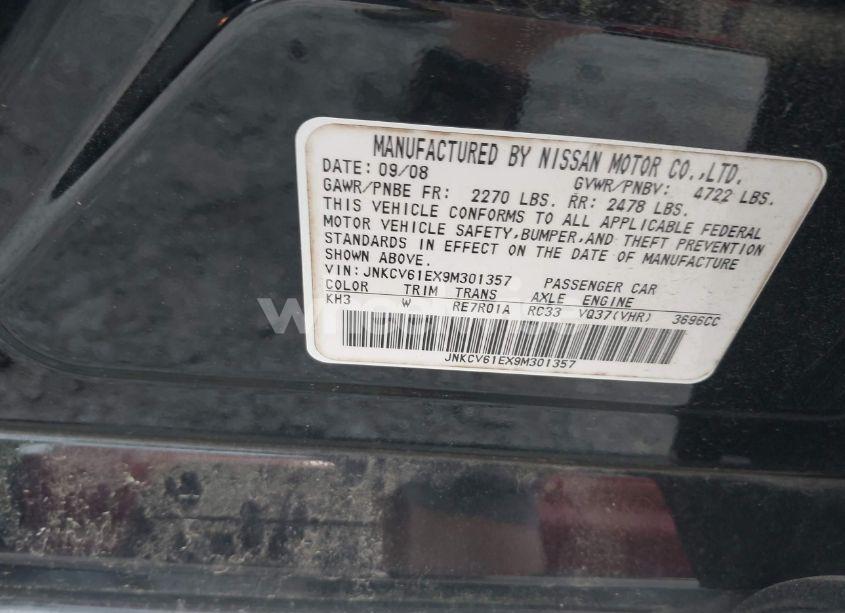 MANUFACTURED BY NISSAN MOTOR CO.,LTD.
DATE: 09/08 GVWR/PNBV: 4722 LBS.
GAWR/PNBE FR: 2270 LBS. RR: 2478 LBS.
THIS VEHICLE CONFORMS TO ALL APPLICABLE FEDERAL
MOTOR VEHICLE SAFETY,BUMPER,AND THEFT PREVENTION
STANDARDS IN EFFECT ON THE DATE OF MANUFACTURE
SHOWN ABOVE.
VIN: JNKCV61EX9M301357 PASSENGER CAR
COLOR TRIM TRANS AXLE ENGINE
KH3 W RE7R01A RC33 VQ37(VHR) 3696CC
JNKCV61EX9M301357